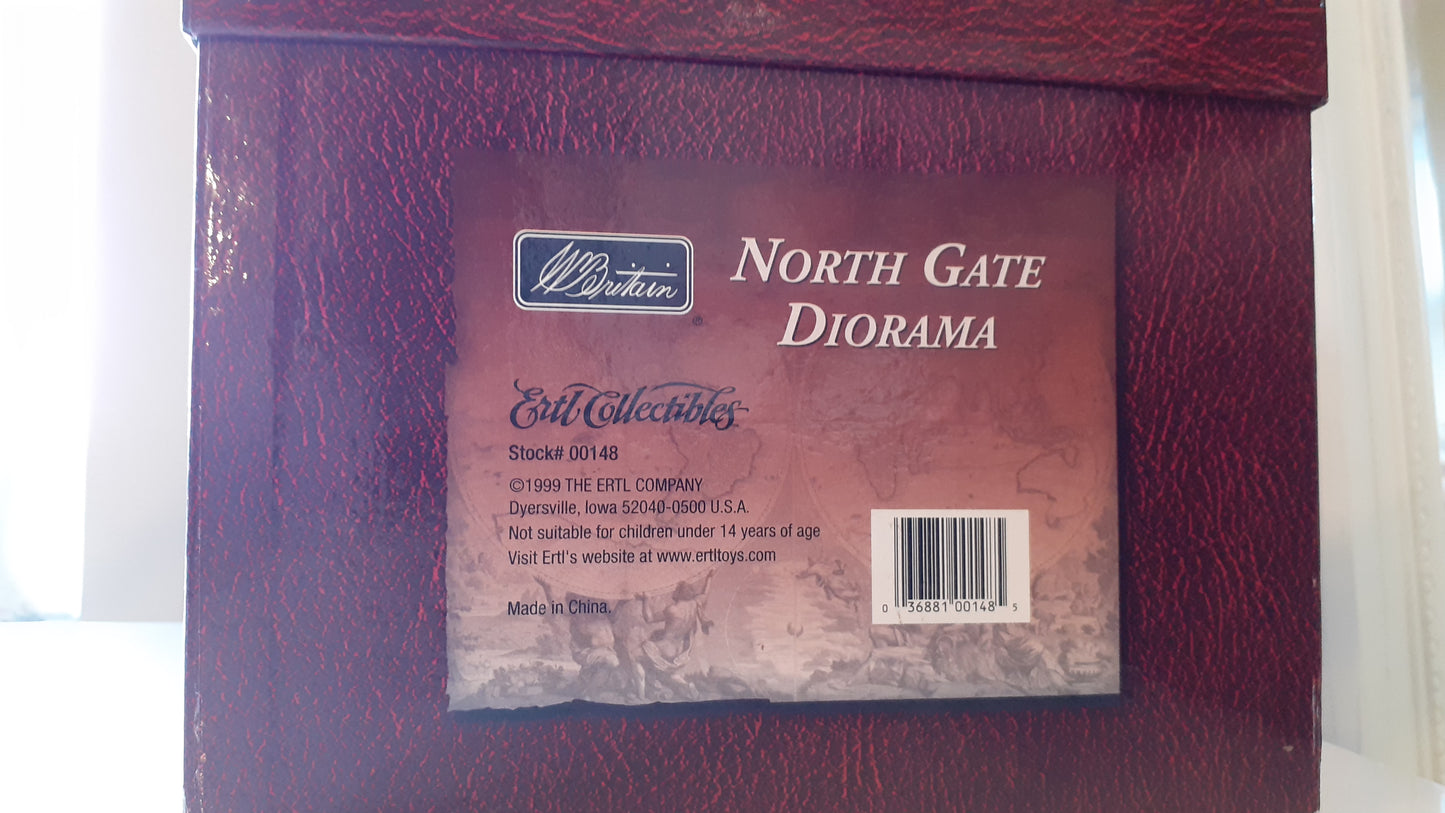 W Britain
®
NORTH GATE
DIORAMA
Ertl Collectibles
Stock# 00148
©1999 THE ERTL COMPANY
Dyersville, Iowa 52040-0500 U.S.A.
Not suitable for children under 14 years of age
Visit Ertl's website at www.ertltoys.com
Made in China.
0 36881 00148 5